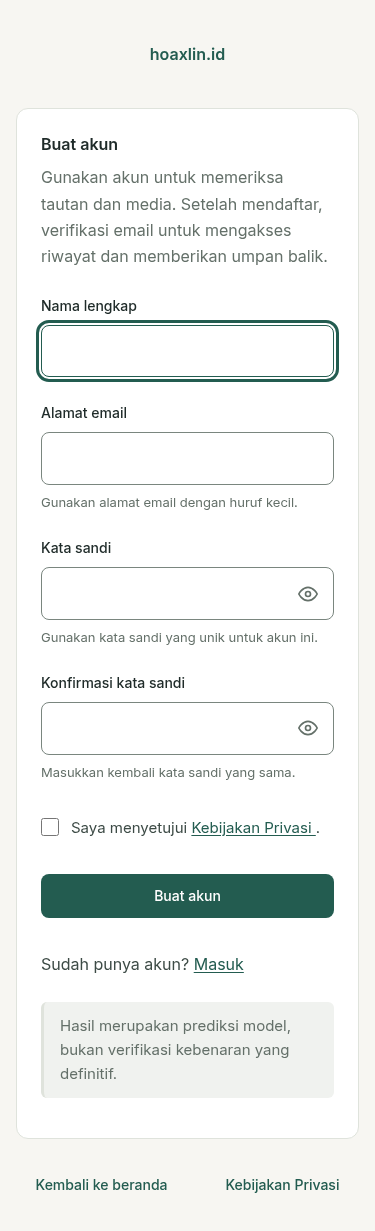 hoaxlin.id
Buat akun
Gunakan akun untuk memeriksa
tautan dan media. Setelah mendaftar,
verifikasi email untuk mengakses
riwayat dan memberikan umpan balik.
Nama lengkap
Alamat email
Gunakan alamat email dengan huruf kecil.
Kata sandi
Gunakan kata sandi yang unik untuk akun ini.
Konfirmasi kata sandi
Masukkan kembali kata sandi yang sama.
Saya menyetujui Kebijakan Privasi .
Buat akun
Sudah punya akun? Masuk
Hasil merupakan prediksi model,
bukan verifikasi kebenaran yang
definitif.
Kembali ke beranda Kebijakan Privasi